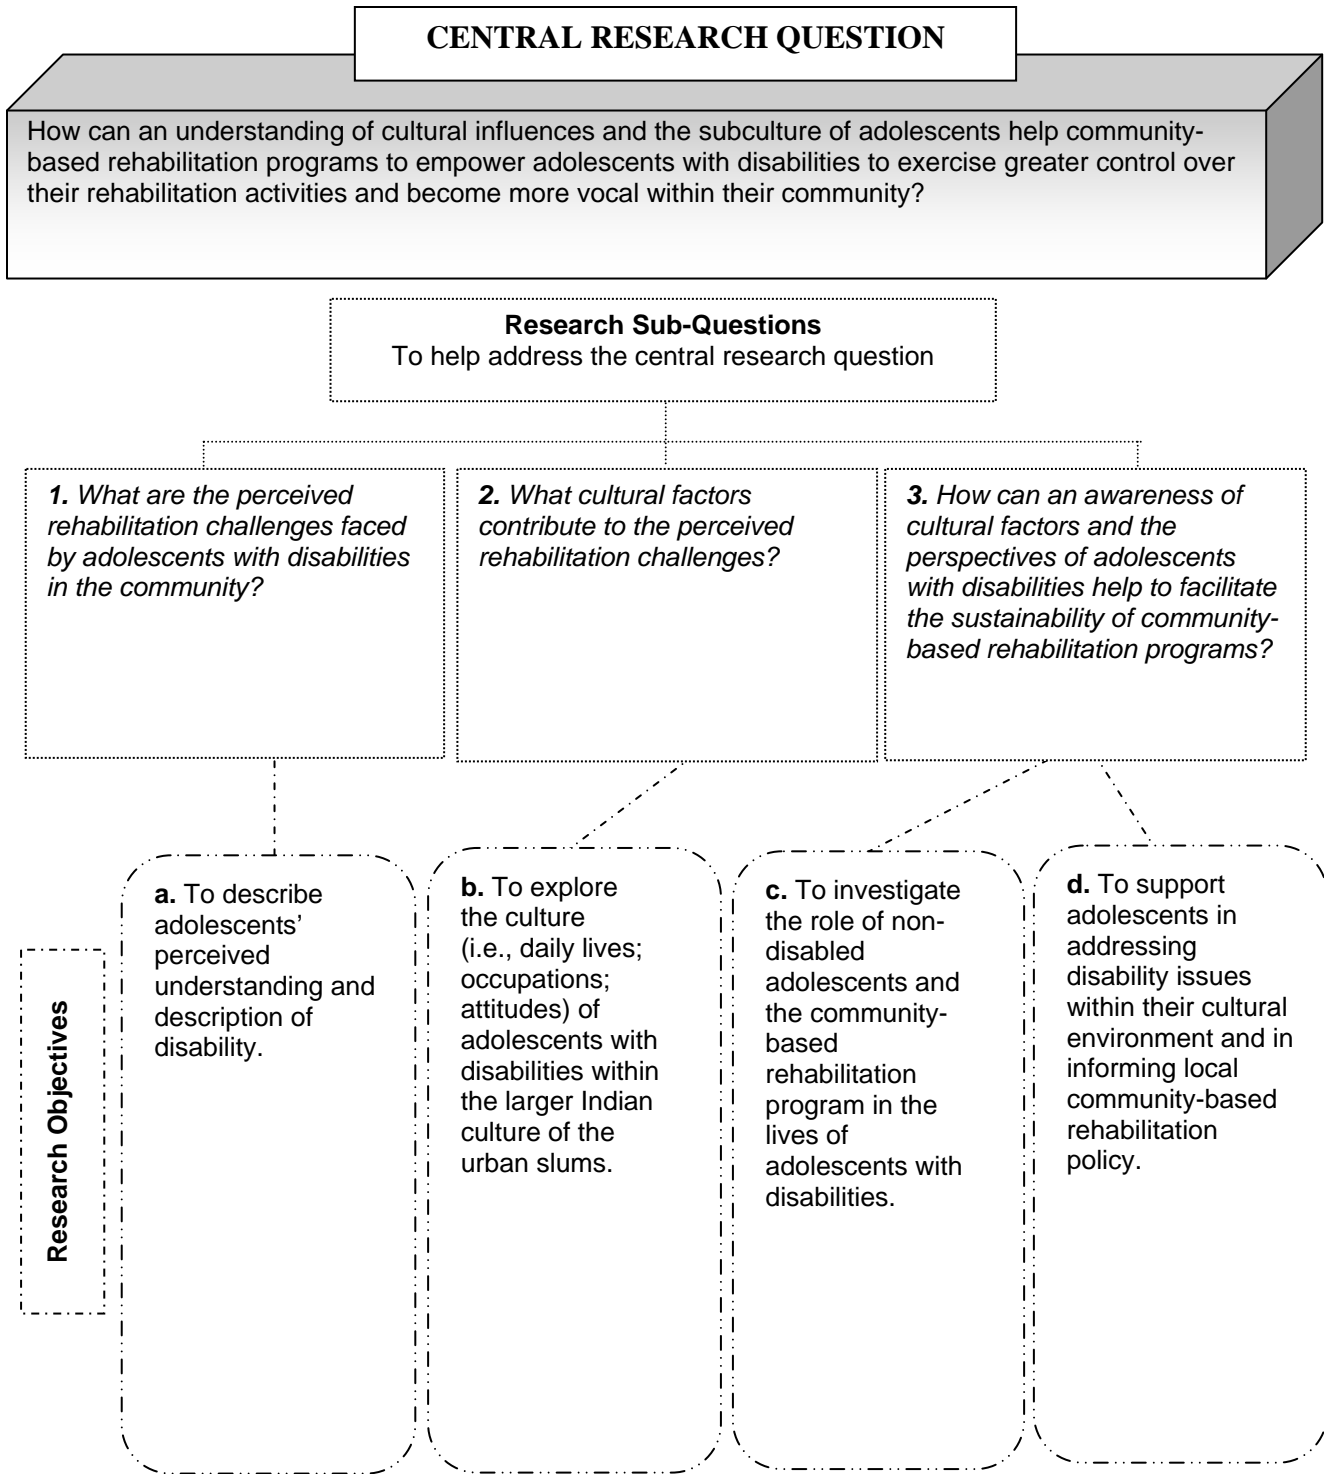 CENTRAL RESEARCH QUESTION
How can an understanding of cultural influences and the subculture of adolescents help community-
based rehabilitation programs to empower adolescents with disabilities to exercise greater control over
their rehabilitation activities and become more vocal within their community?
Research Sub-Questions
To help address the central research question
1. What are the perceived
rehabilitation challenges faced
by adolescents with disabilities
in the community?
2. What cultural factors
contribute to the perceived
rehabilitation challenges?
3. How can an awareness of
cultural factors and the
perspectives of adolescents
with disabilities help to facilitate
the sustainability of community-
based rehabilitation programs?
Research Objectives
a. To describe
adolescents’
perceived
understanding and
description of
disability.
b. To explore
the culture
(i.e., daily lives;
occupations;
attitudes) of
adolescents with
disabilities within
the larger Indian
culture of the
urban slums.
c. To investigate
the role of non-
disabled
adolescents and
the community-
based
rehabilitation
program in the
lives of
adolescents with
disabilities.
d. To support
adolescents in
addressing
disability issues
within their cultural
environment and in
informing local
community-based
rehabilitation
policy.